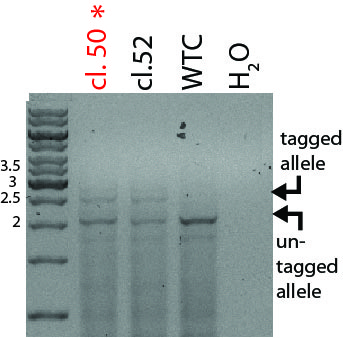 cl. 50 *
cl.52
WTC
H₂O
3.5
3
2.5
2
tagged
allele
un-
tagged
allele